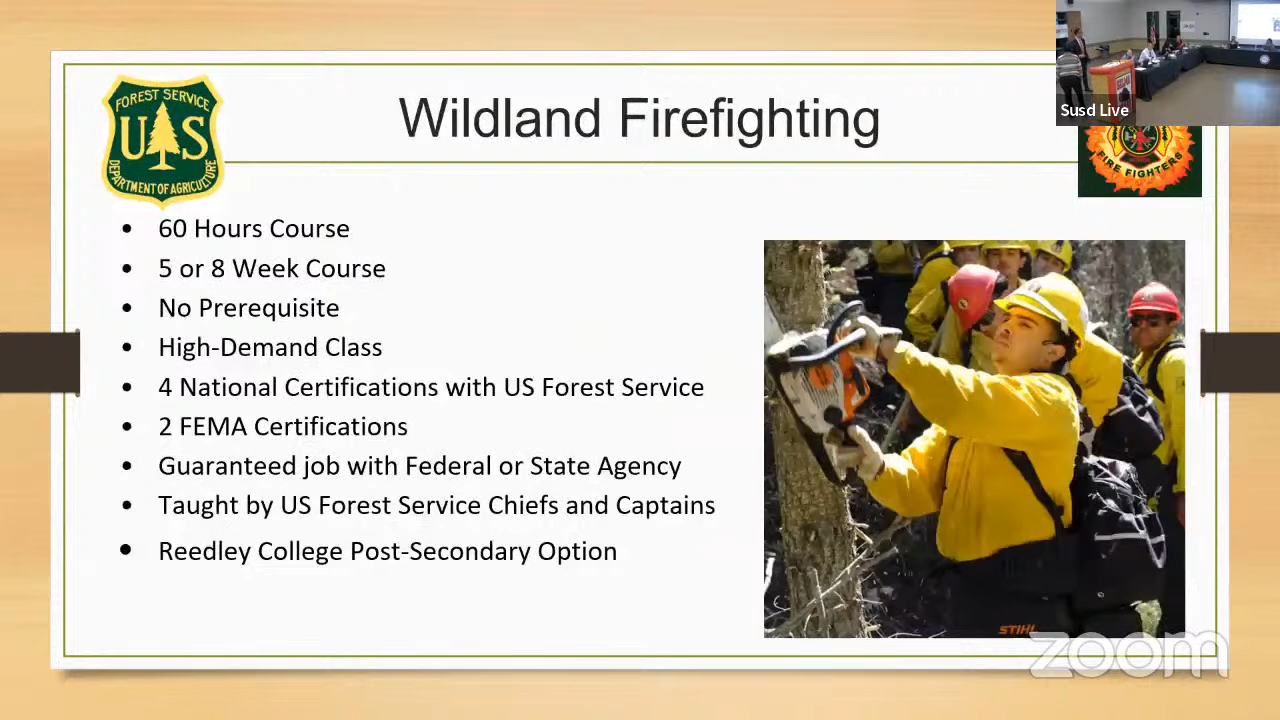 Susd Live
Wildland Firefighting
FOREST SERVICE
U S
DEPARTMENT OF AGRICULTURE
FIRE FIGHTERS
• 60 Hours Course
• 5 or 8 Week Course
• No Prerequisite
• High-Demand Class
• 4 National Certifications with US Forest Service
• 2 FEMA Certifications
• Guaranteed job with Federal or State Agency
• Taught by US Forest Service Chiefs and Captains
• Reedley College Post-Secondary Option
STIHL
zoom